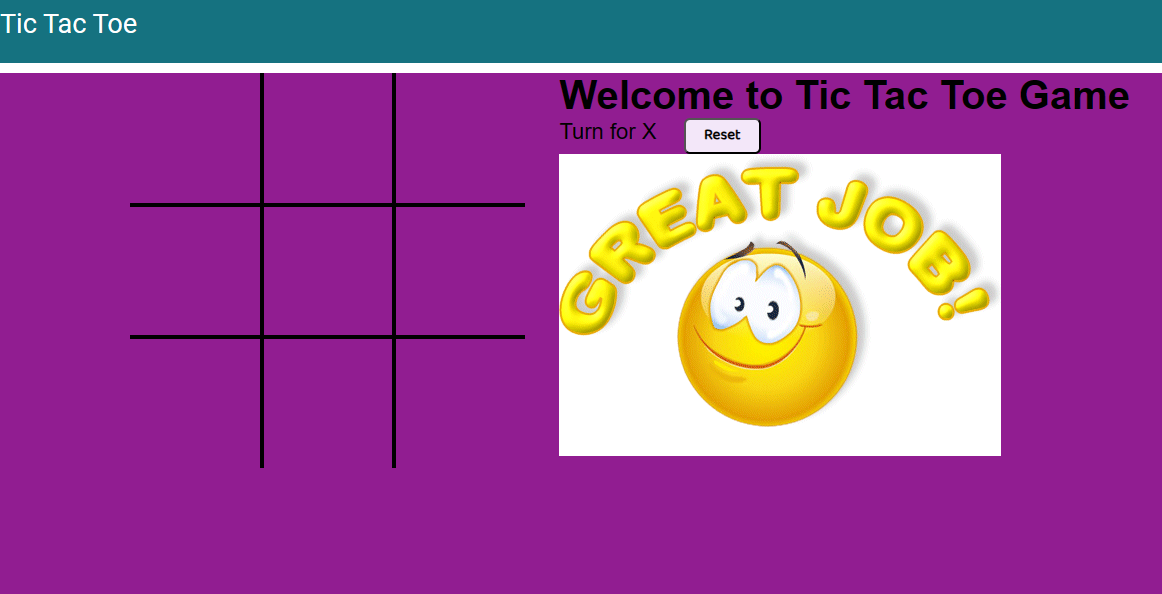 Tic Tac Toe
Welcome to Tic Tac Toe Game
Turn for X
Reset
GREAT JOB!